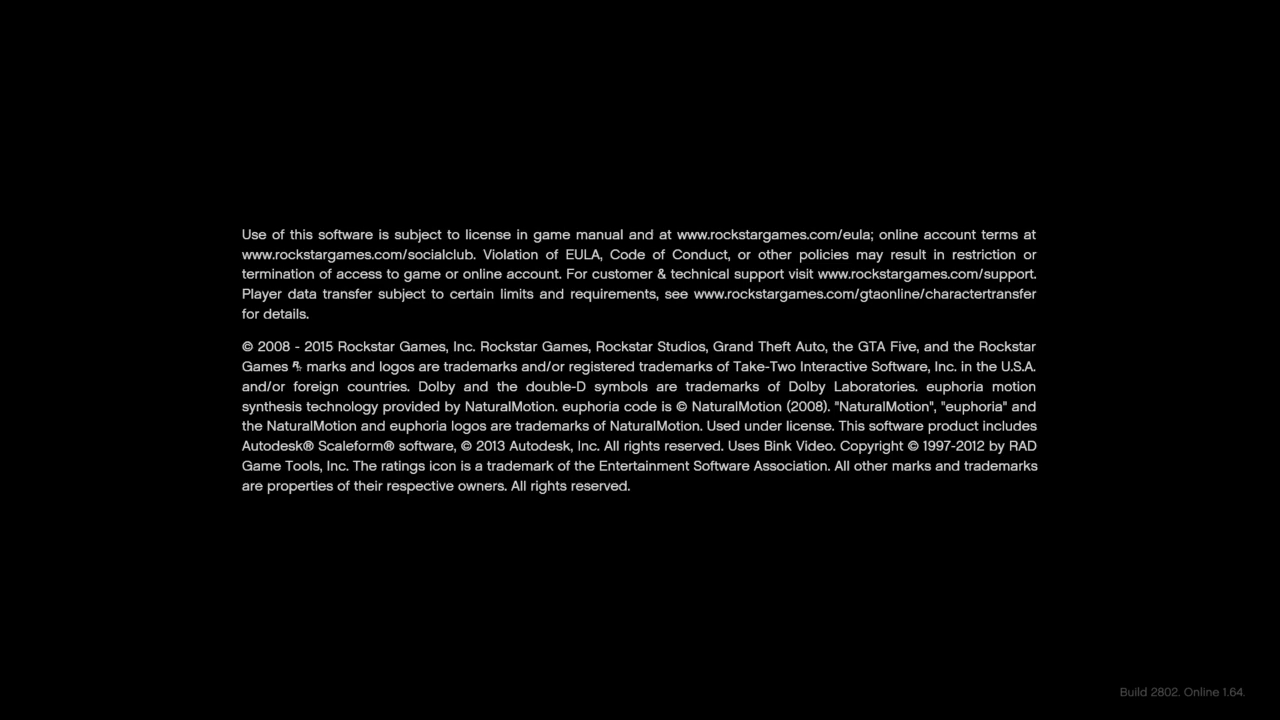 Use of this software is subject to license in game manual and at www.rockstargames.com/eula; online account terms at
www.rockstargames.com/socialclub. Violation of EULA, Code of Conduct, or other policies may result in restriction or
termination of access to game or online account. For customer & technical support visit www.rockstargames.com/support.
Player data transfer subject to certain limits and requirements, see www.rockstargames.com/gtaonline/charactertransfer
for details.
© 2008 - 2015 Rockstar Games, Inc. Rockstar Games, Rockstar Studios, Grand Theft Auto, the GTA Five, and the Rockstar
Games R* marks and logos are trademarks and/or registered trademarks of Take-Two Interactive Software, Inc. in the U.S.A.
and/or foreign countries. Dolby and the double-D symbols are trademarks of Dolby Laboratories. euphoria motion
synthesis technology provided by NaturalMotion. euphoria code is © NaturalMotion (2008). "NaturalMotion", "euphoria" and
the NaturalMotion and euphoria logos are trademarks of NaturalMotion. Used under license. This software product includes
Autodesk® Scaleform® software, © 2013 Autodesk, Inc. All rights reserved. Uses Bink Video. Copyright © 1997-2012 by RAD
Game Tools, Inc. The ratings icon is a trademark of the Entertainment Software Association. All other marks and trademarks
are properties of their respective owners. All rights reserved.
Build 2802. Online 1.64.